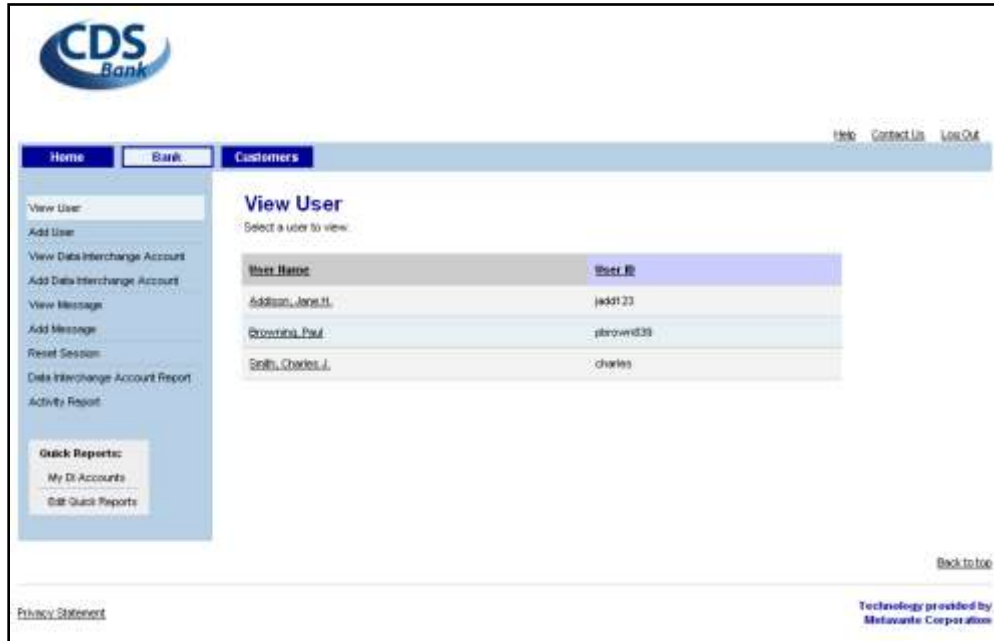 CDS
Bank
Help Contact Us Log Out
Home Bank Customers
View User
Add User
View Data Interchange Account
Add Data Interchange Account
View Message
Add Message
Reset Session
Data Interchange Account Report
Activity Report
Quick Reports:
My DI Accounts
Edit Quick Reports
View User
Select a user to view:
User Name User ID
Addison, Jane H. jadd123
Browning, Paul
Smith, Charles J. charles
Back to top
Privacy Statement
Technology provided by
Metavante Corporation